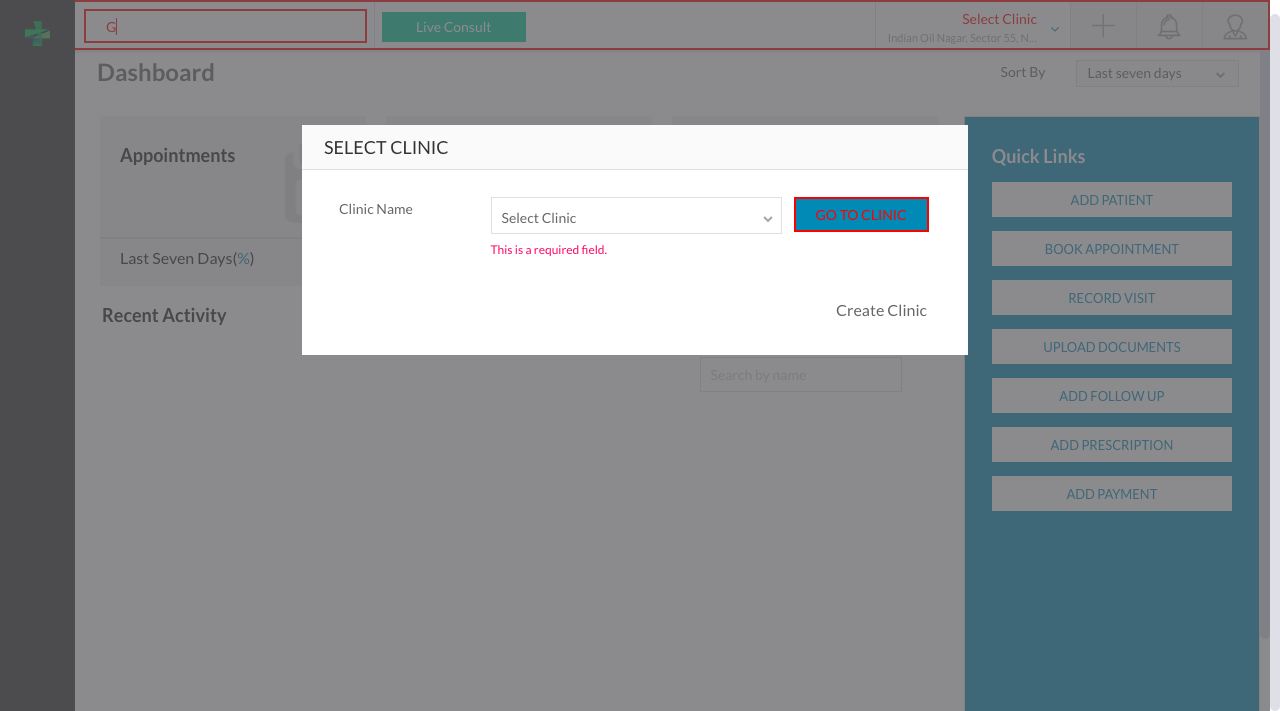 G
Live Consult
Select Clinic
Indian Oil Nagar, Sector 55, N...
Dashboard
Sort By
Last seven days
SELECT CLINIC
Clinic Name
Select Clinic
GO TO CLINIC
This is a required field.
Create Clinic
Appointments
Last Seven Days(%)
Recent Activity
Search by name
Quick Links
ADD PATIENT
BOOK APPOINTMENT
RECORD VISIT
UPLOAD DOCUMENTS
ADD FOLLOW UP
ADD PRESCRIPTION
ADD PAYMENT